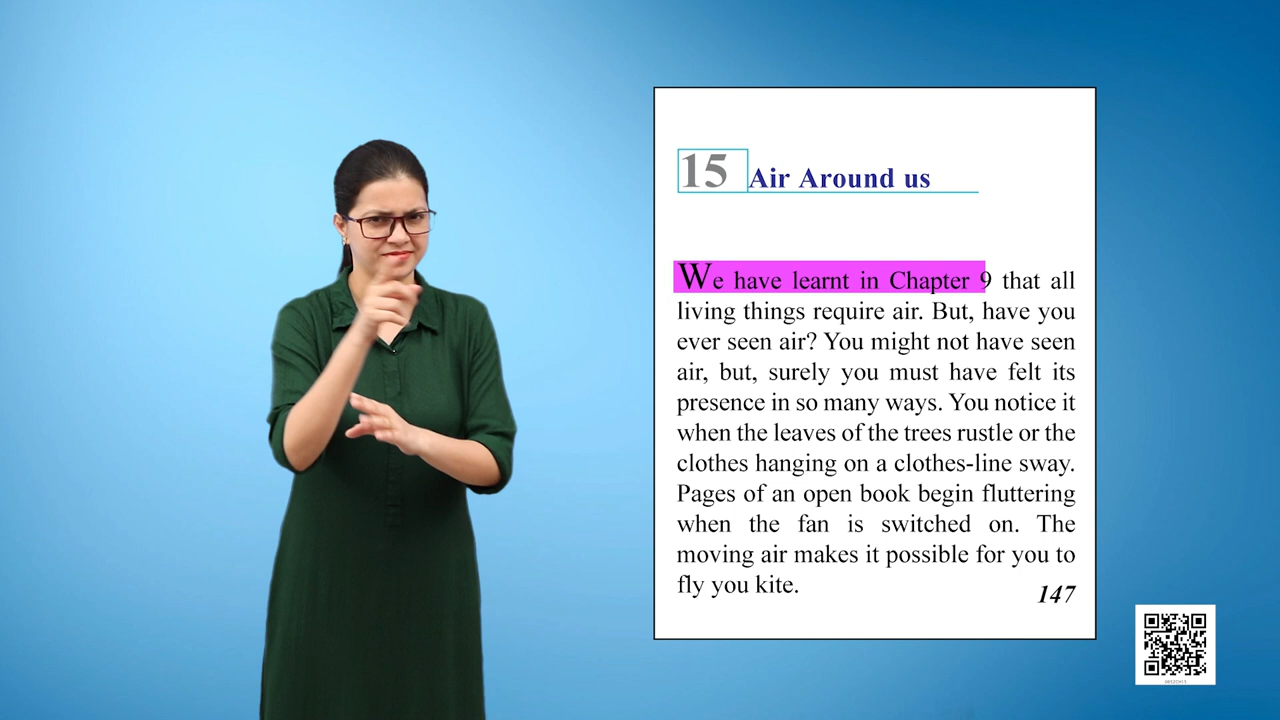 15 Air Around us
We have learnt in Chapter 9 that all
living things require air. But, have you
ever seen air? You might not have seen
air, but, surely you must have felt its
presence in so many ways. You notice it
when the leaves of the trees rustle or the
clothes hanging on a clothes-line sway.
Pages of an open book begin fluttering
when the fan is switched on. The
moving air makes it possible for you to
fly you kite.
147